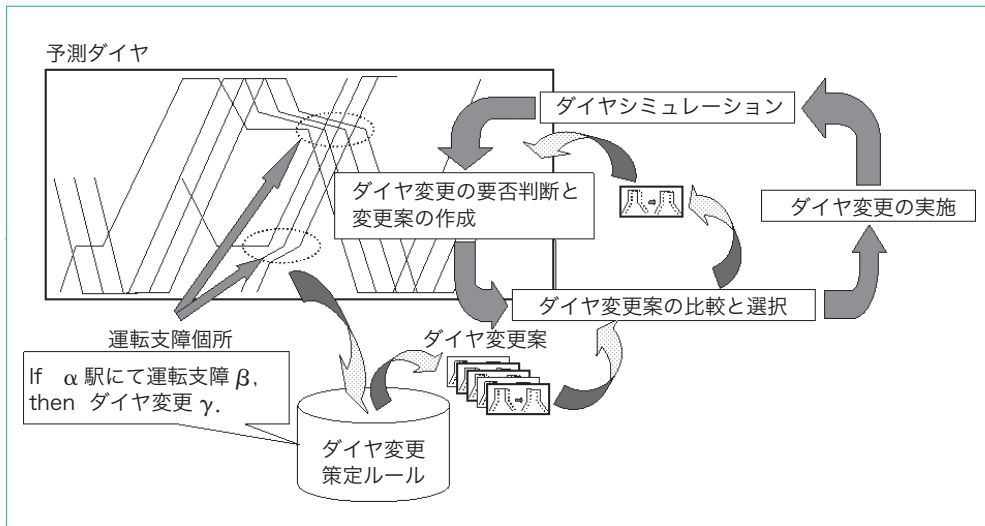 予測ダイヤ
ダイヤシミュレーション
ダイヤ変更の要否判断と
変更案の作成
ダイヤ変更の実施
ダイヤ変更案の比較と選択
運転支障個所
ダイヤ変更案
If α駅にて運転支障β,
then ダイヤ変更γ.
ダイヤ変更
策定ルール